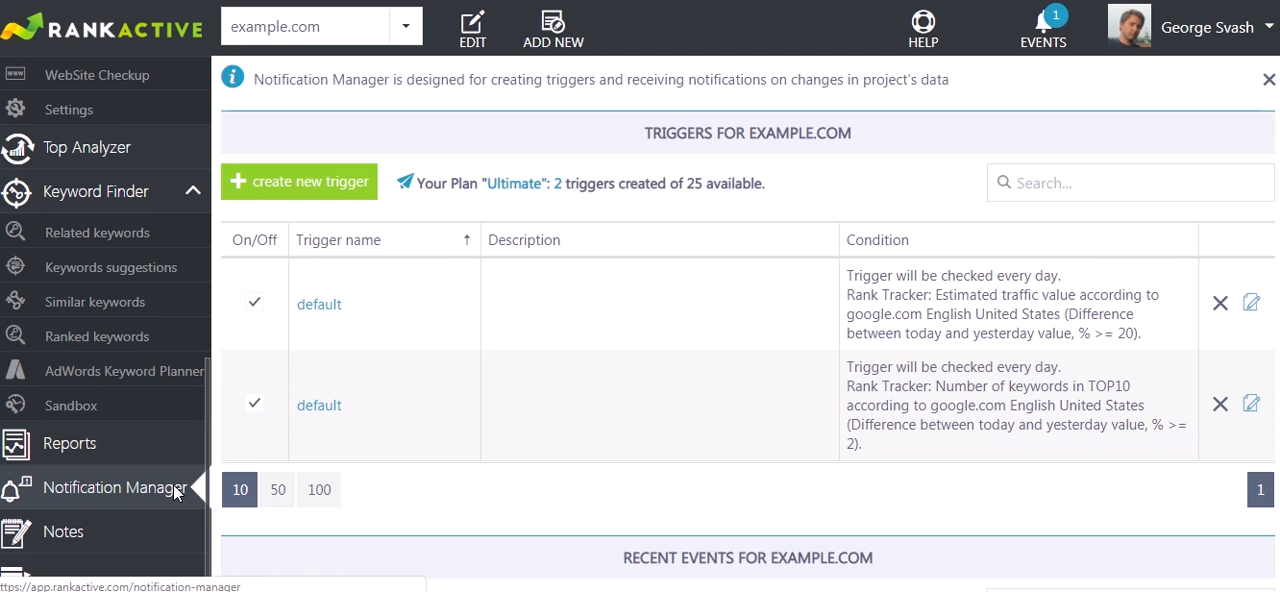 RANKACTIVE
example.com
EDIT
ADD NEW
HELP
1
EVENTS
George Svash
WebSite Checkup
Settings
Top Analyzer
Keyword Finder
Related keywords
Keywords suggestions
Similar keywords
Ranked keywords
AdWords Keyword Planner
Sandbox
Reports
Notification Manager
Notes
ttps://app.rankactive.com/notification-manager
Notification Manager is designed for creating triggers and receiving notifications on changes in project's data
TRIGGERS FOR EXAMPLE.COM
+ create new trigger
Your Plan "Ultimate": 2 triggers created of 25 available.
Search...
On/Off Trigger name ↑ Description Condition
default
Trigger will be checked every day.
Rank Tracker: Estimated traffic value according to
google.com English United States (Difference
between today and yesterday value, % >= 20).
default
Trigger will be checked every day.
Rank Tracker: Number of keywords in TOP10
according to google.com English United States
(Difference between today and yesterday value, % >=
2).
10 50 100
1
RECENT EVENTS FOR EXAMPLE.COM